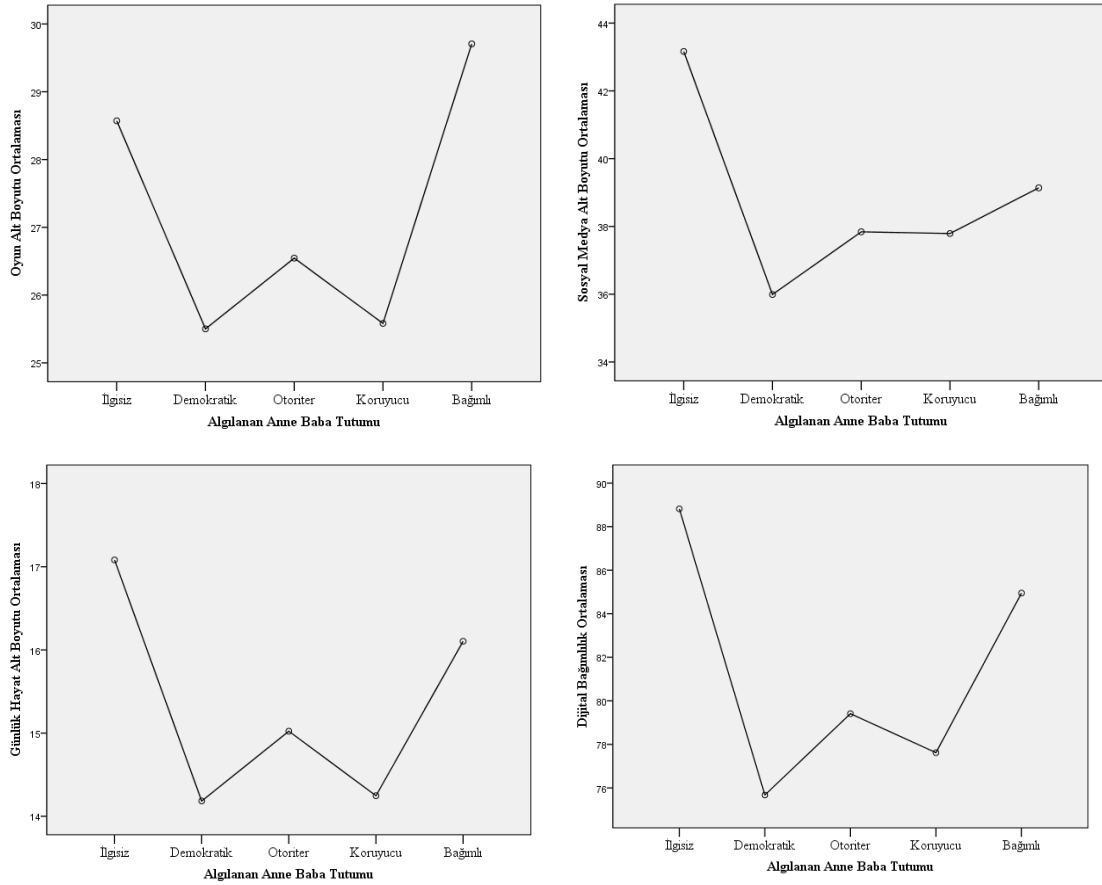 Oyun Alt Boyutu Ortalaması
30
29
28
27
26
25
İlgisiz Demokratik Otoriter Koruyucu Bağımlı
Algılanan Anne Baba Tutumu
Sosyal Medya Alt Boyutu Ortalaması
44
42
40
38
36
34
İlgisiz Demokratik Otoriter Koruyucu Bağımlı
Algılanan Anne Baba Tutumu
Günlük Hayat Alt Boyutu Ortalaması
18
17
16
15
14
İlgisiz Demokratik Otoriter Koruyucu Bağımlı
Algılanan Anne Baba Tutumu
Dijital Bağımlılık Ortalaması
90
88
86
84
82
80
78
76
İlgisiz Demokratik Otoriter Koruyucu Bağımlı
Algılanan Anne Baba Tutumu